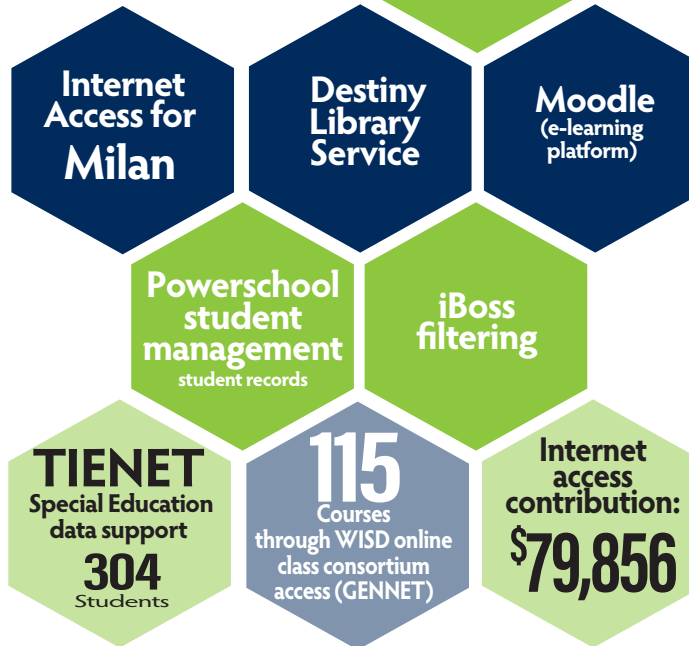 Internet
Access for
Milan
Destiny
Library
Service
Moodle
(e-learning
platform)
Powerschool
student
management
student records
iBoss
filtering
TIENET
Special Education
data support
304
Students
115
Courses
through WISD online
class consortium
access (GENNET)
Internet
access
contribution:
$79,856